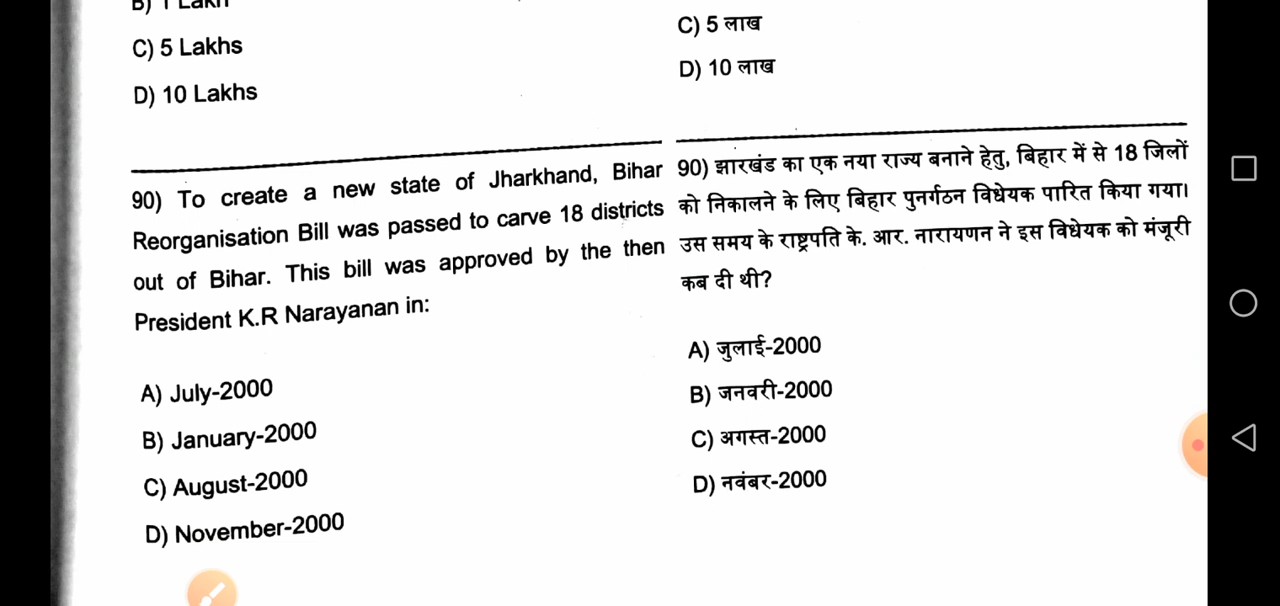 B) 1 Lakh
C) 5 Lakhs
D) 10 Lakhs
C) 5 लाख
D) 10 लाख
90) To create a new state of Jharkhand, Bihar
Reorganisation Bill was passed to carve 18 districts
out of Bihar. This bill was approved by the then
President K.R Narayanan in:
A) July-2000
B) January-2000
C) August-2000
D) November-2000
90) झारखंड का एक नया राज्य बनाने हेतु, बिहार में से 18 जिलों
को निकालने के लिए बिहार पुनर्गठन विधेयक पारित किया गया।
उस समय के राष्ट्रपति के. आर. नारायणन ने इस विधेयक को मंजूरी
कब दी थी?
A) जुलाई-2000
B) जनवरी-2000
C) अगस्त-2000
D) नवंबर-2000